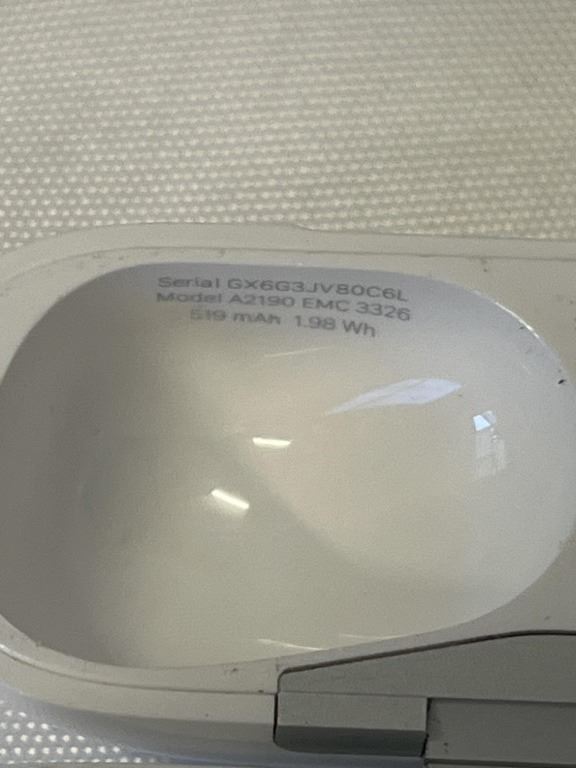 Serial GX6G3JV80C6L
Model A2190 EMC 3326
519 mAh 1.98 Wh